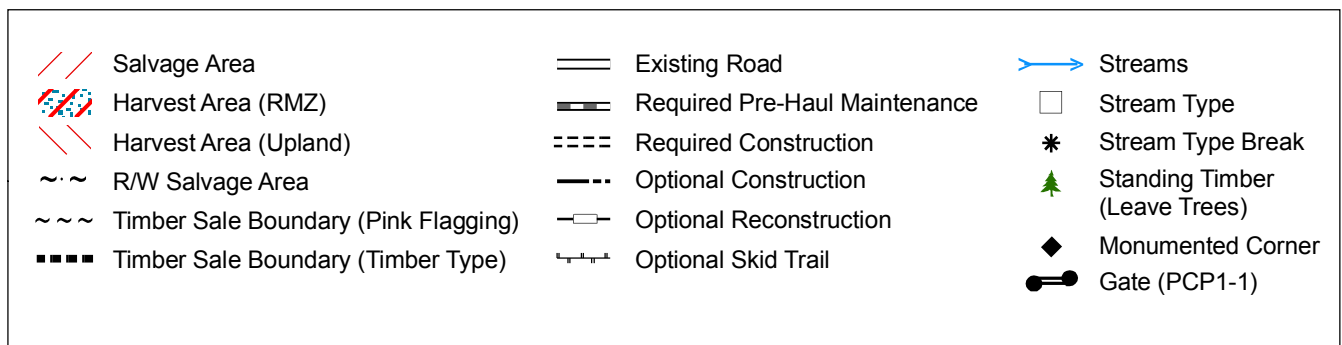 Salvage Area
Harvest Area (RMZ)
Harvest Area (Upland)
R/W Salvage Area
Timber Sale Boundary (Pink Flagging)
Timber Sale Boundary (Timber Type)
Existing Road
Required Pre-Haul Maintenance
Required Construction
Optional Construction
Optional Reconstruction
Optional Skid Trail
Streams
Stream Type
Stream Type Break
Standing Timber
(Leave Trees)
Monumented Corner
Gate (PCP1-1)